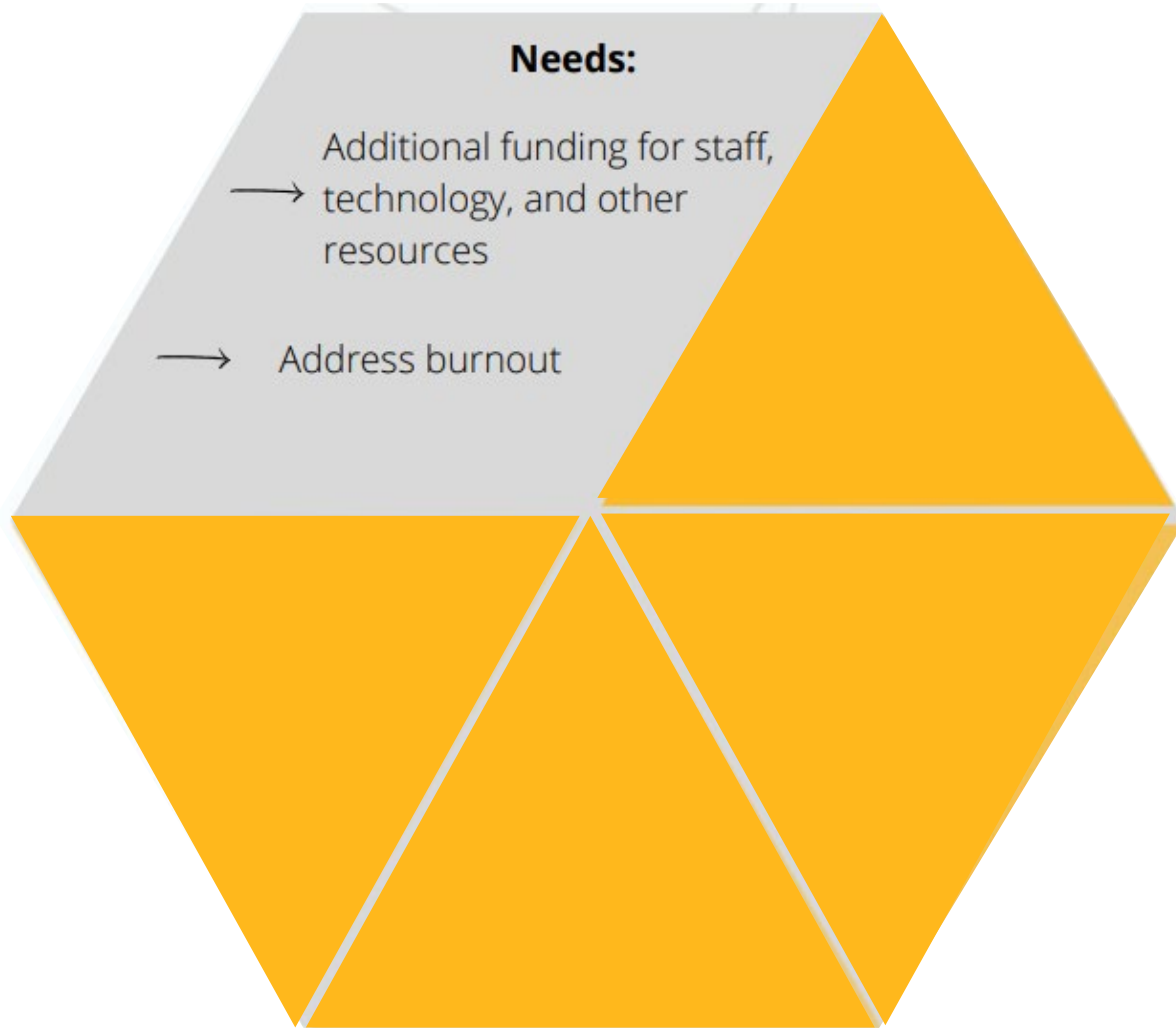 Needs:
Additional funding for staff,
technology, and other
resources
Address burnout